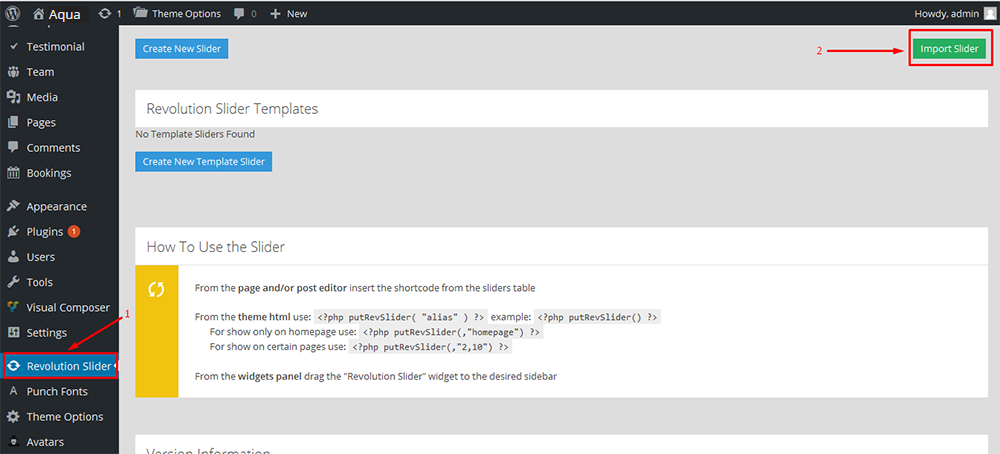 Aqua 1 Theme Options 0 New Howdy, admin
Testimonial
Team
Media
Pages
Comments
Bookings
Appearance
Plugins 1
Users
Tools
Visual Composer
Settings
1
Revolution Slider
Punch Fonts
Theme Options
Avatars
Create New Slider
2
Import Slider
Revolution Slider Templates
No Template Sliders Found
Create New Template Slider
How To Use the Slider
From the page and/or post editor insert the shortcode from the sliders table
From the theme html use: <?php putRevSlider( "alias" ) ?> example: <?php putRevSlider() ?>
For show only on homepage use: <?php putRevSlider(,"homepage") ?>
For show on certain pages use: <?php putRevSlider(,"2,10") ?>
From the widgets panel drag the "Revolution Slider" widget to the desired sidebar
Version Information